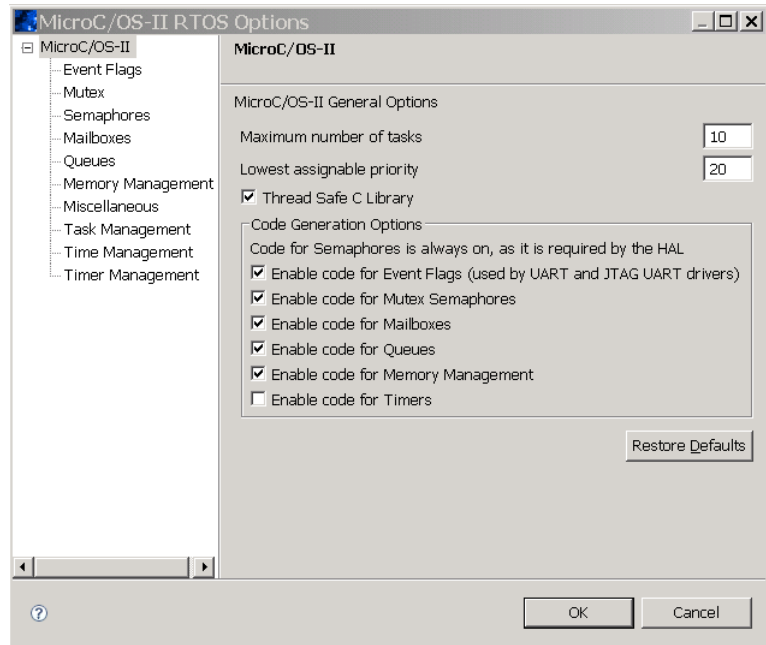 MicroC/OS-II RTOS Options
MicroC/OS-II
Event Flags
Mutex
Semaphores
Mailboxes
Queues
Memory Management
Miscellaneous
Task Management
Time Management
Timer Management
MicroC/OS-II
MicroC/OS-II General Options
Maximum number of tasks 10
Lowest assignable priority 20
Thread Safe C Library
Code Generation Options
Code for Semaphores is always on, as it is required by the HAL
Enable code for Event Flags (used by UART and JTAG UART drivers)
Enable code for Mutex Semaphores
Enable code for Mailboxes
Enable code for Queues
Enable code for Memory Management
Enable code for Timers
Restore Defaults
?
OK Cancel